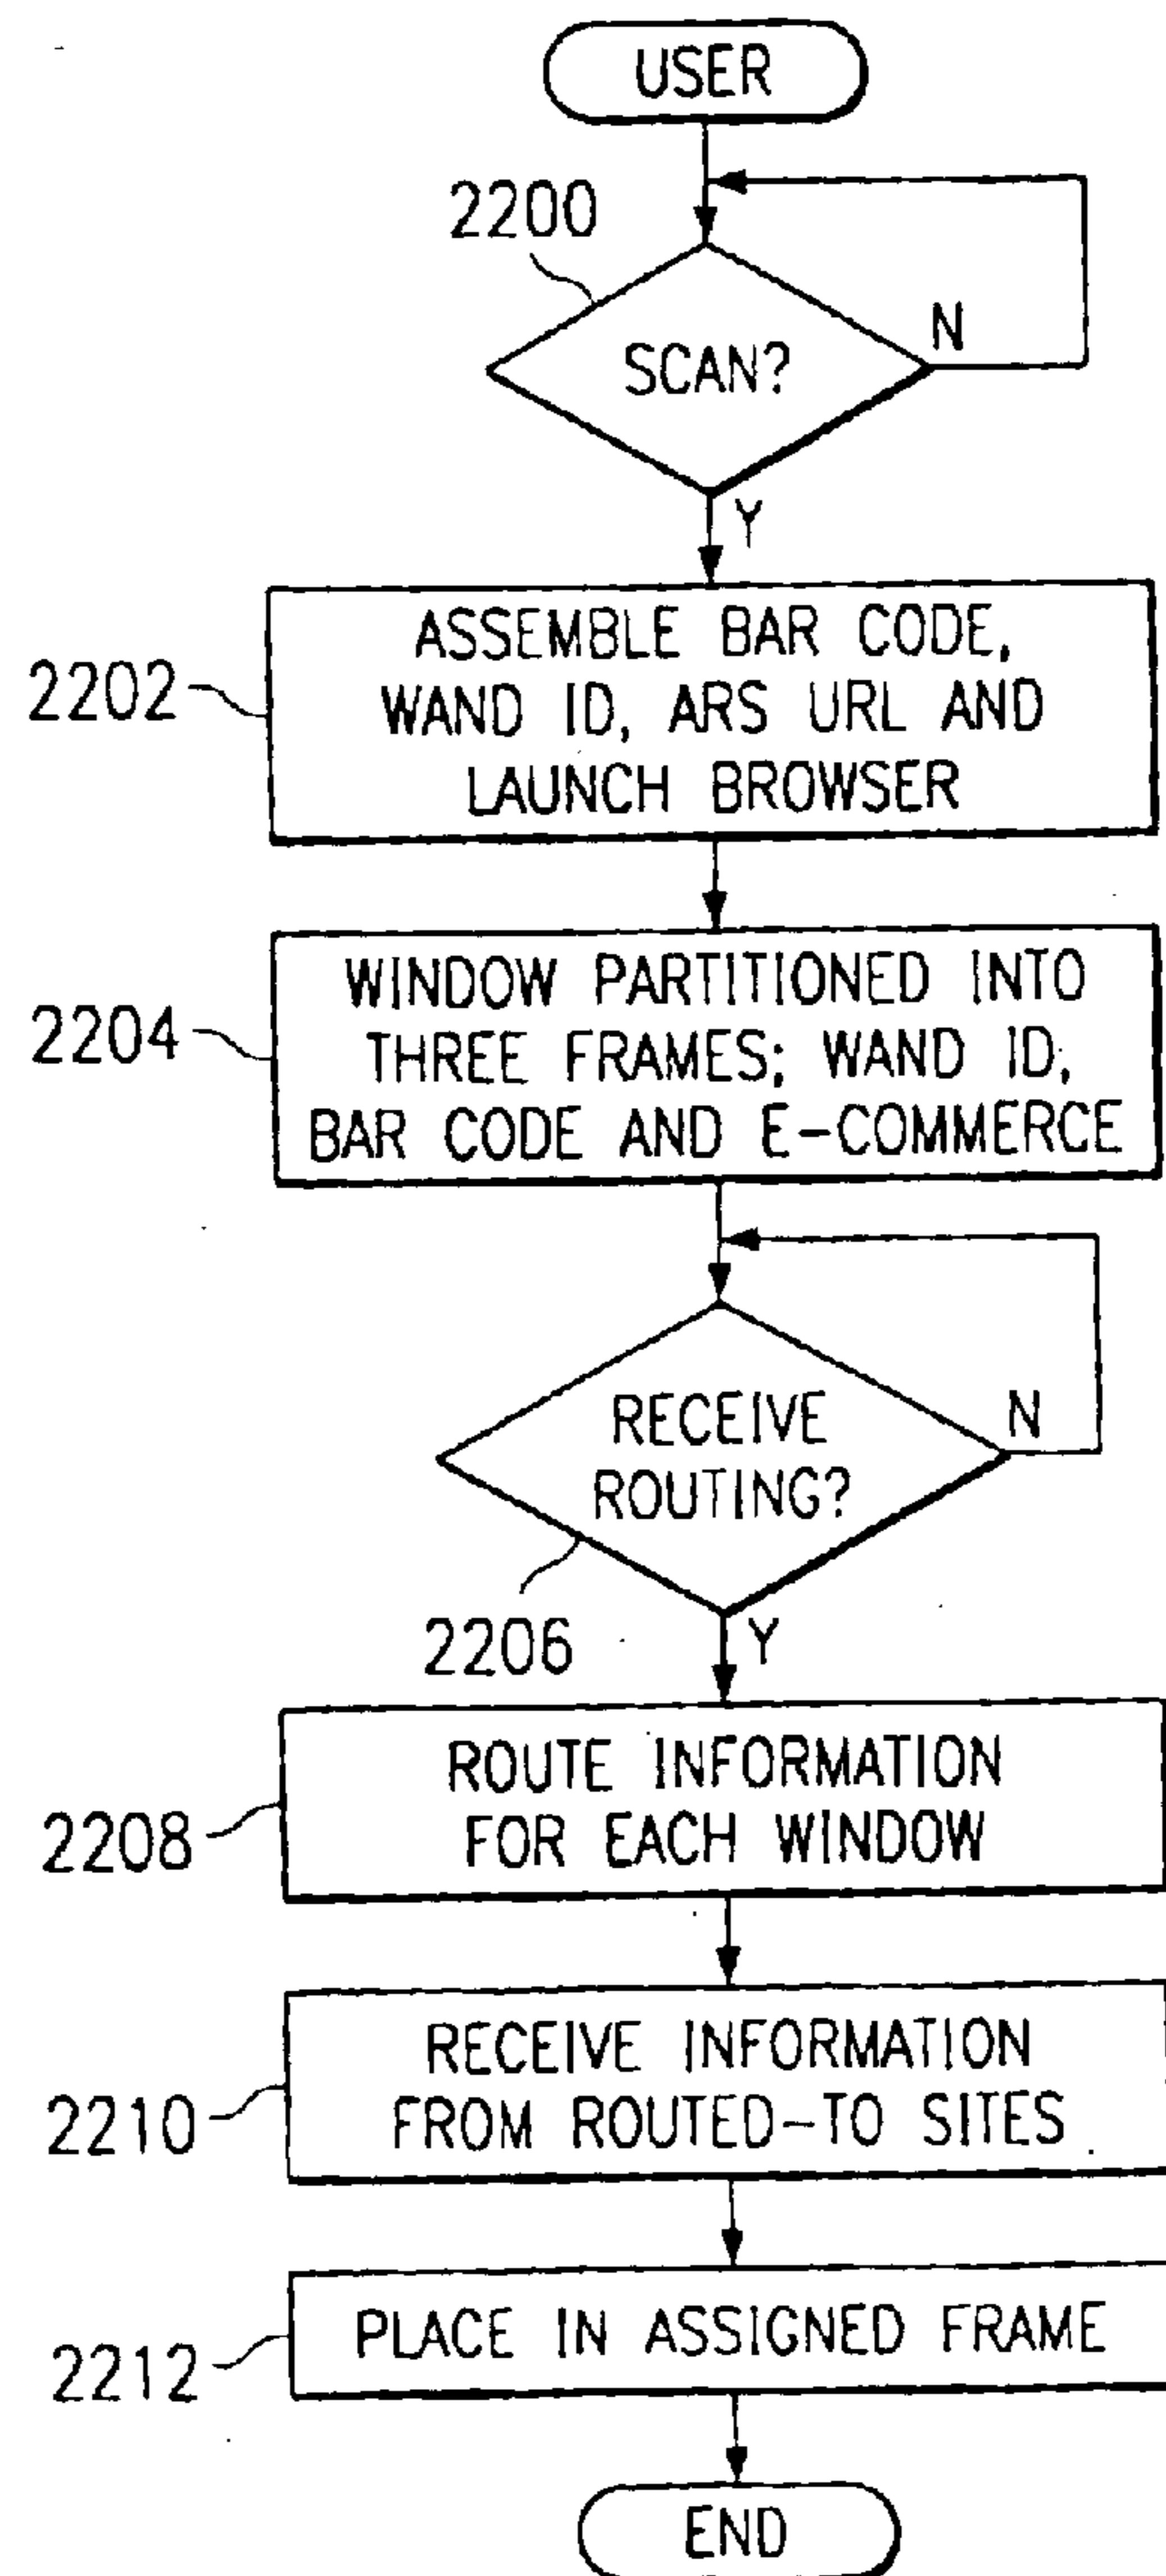 USER
2200
SCAN?
N
Y
2202
ASSEMBLE BAR CODE,
WAND ID, ARS URL AND
LAUNCH BROWSER
2204
WINDOW PARTITIONED INTO
THREE FRAMES; WAND ID,
BAR CODE AND E-COMMERCE
RECEIVE
ROUTING?
N
2206
Y
2208
ROUTE INFORMATION
FOR EACH WINDOW
2210
RECEIVE INFORMATION
FROM ROUTED-TO SITES
2212
PLACE IN ASSIGNED FRAME
END